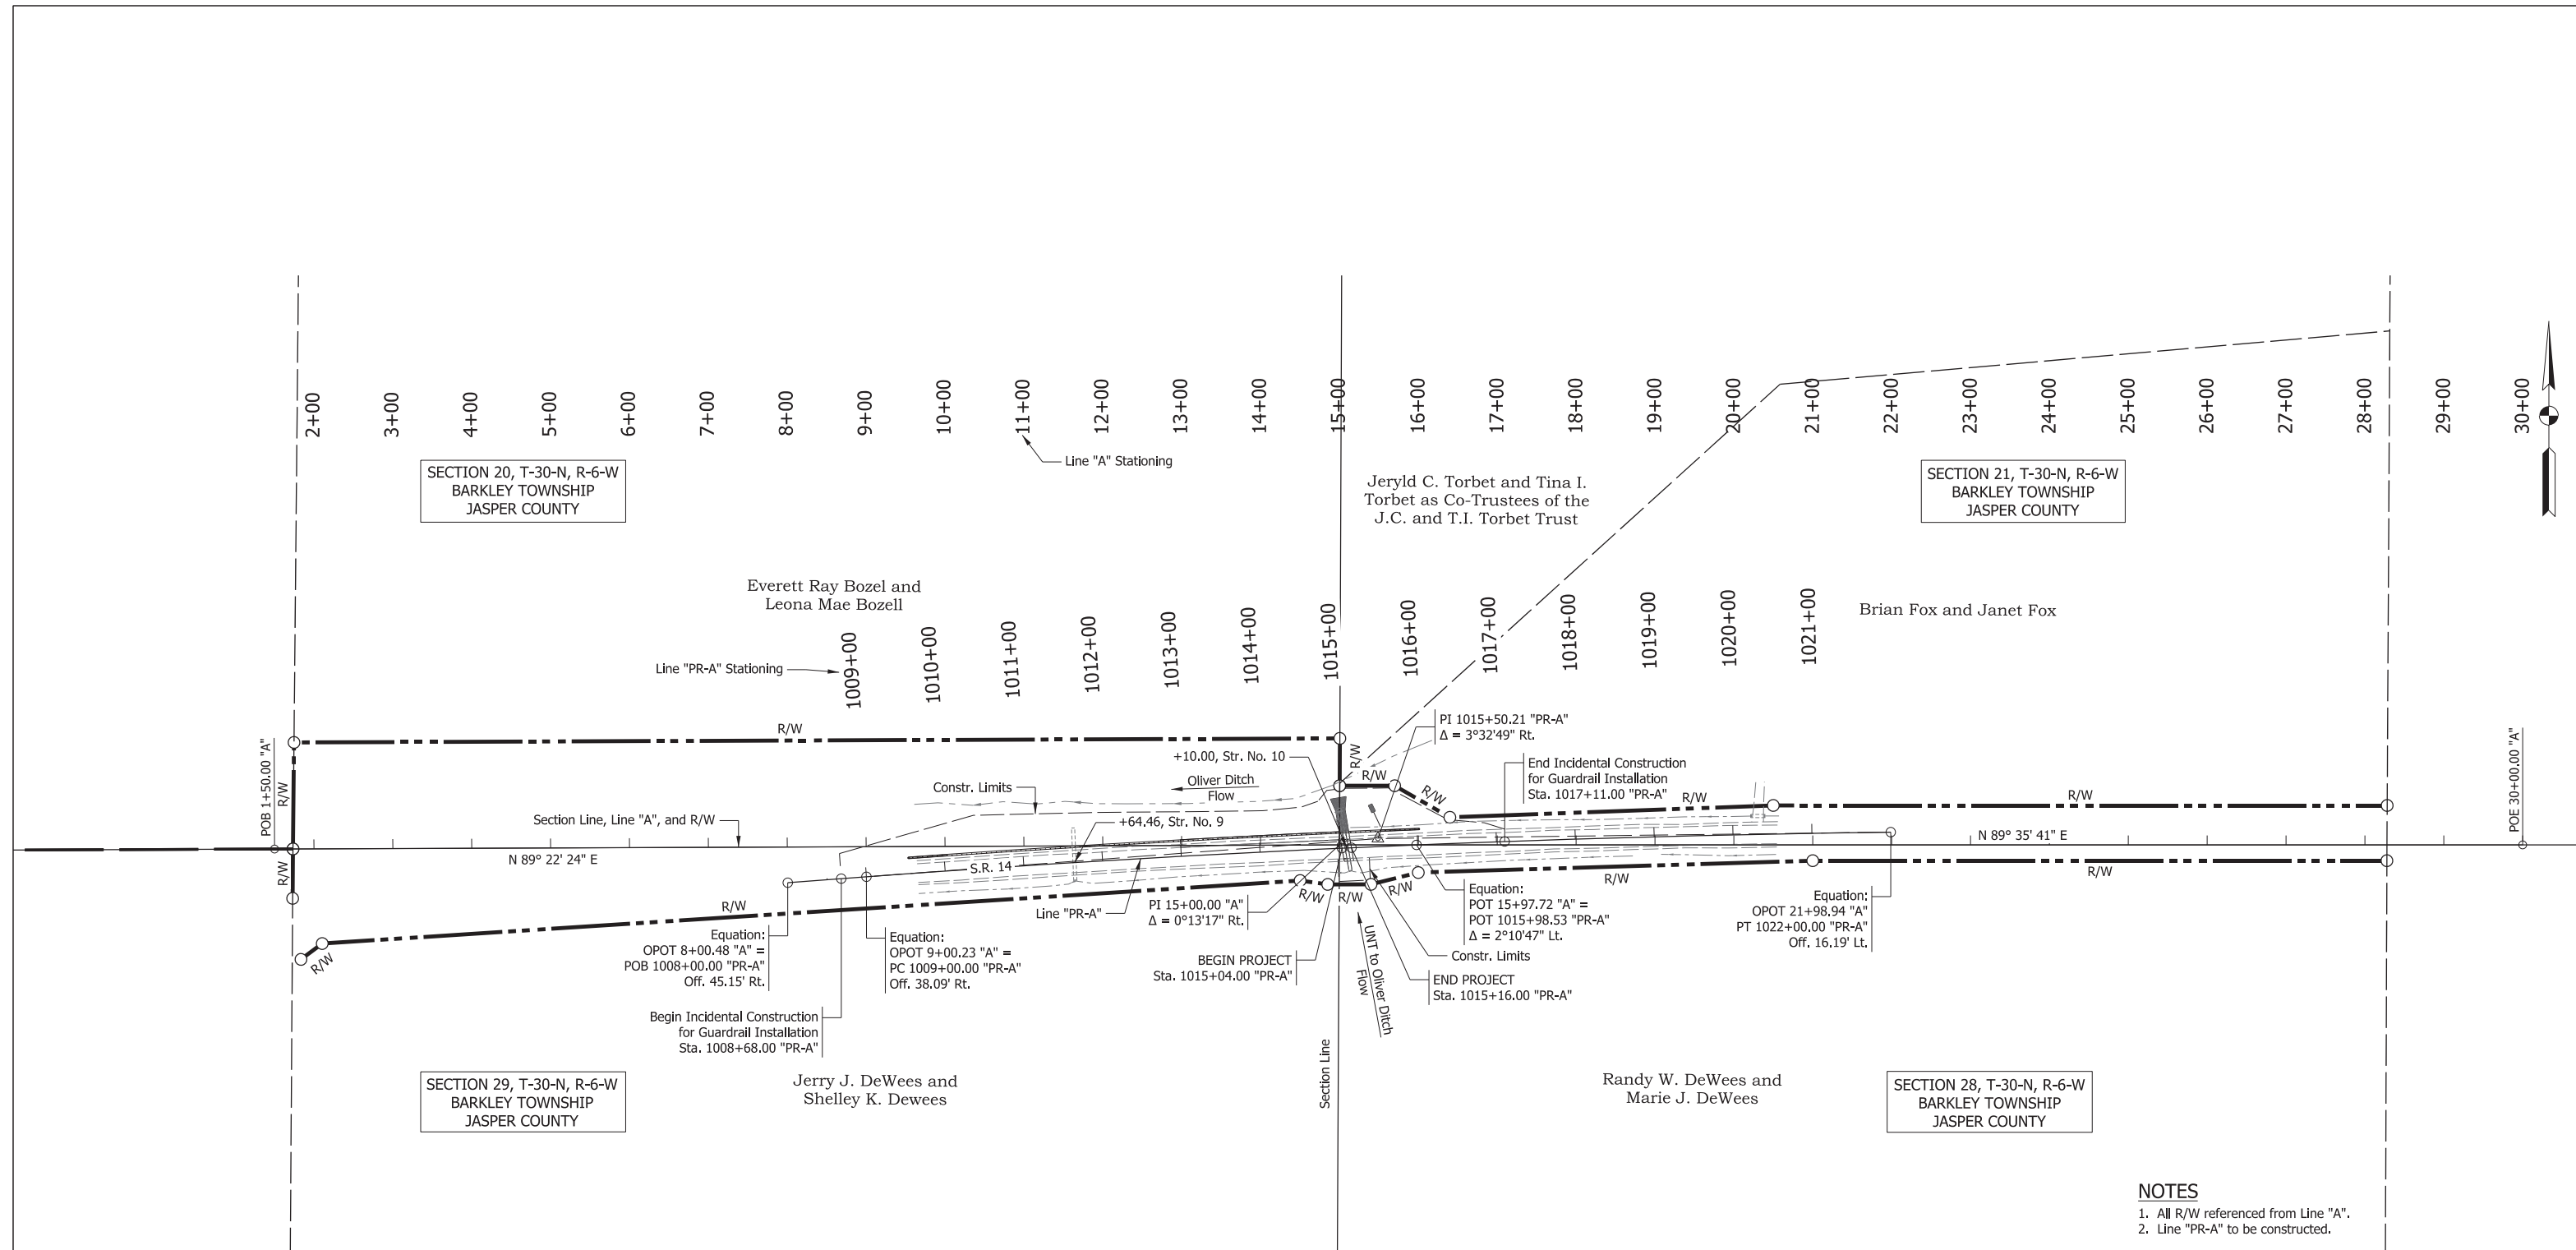 2+00
3+00
4+00
5+00
6+00
7+00
8+00
9+00
10+00
11+00
12+00
13+00
14+00
15+00
16+00
17+00
18+00
19+00
20+00
21+00
22+00
23+00
24+00
25+00
26+00
27+00
28+00
29+00
30+00
Line "A" Stationing
SECTION 20, T-30-N, R-6-W
BARKLEY TOWNSHIP
JASPER COUNTY
Jeryld C. Torbet and Tina I.
Torbet as Co-Trustees of the
J.C. and T.I. Torbet Trust
SECTION 21, T-30-N, R-6-W
BARKLEY TOWNSHIP
JASPER COUNTY
Everett Ray Bozel and
Leona Mae Bozell
Brian Fox and Janet Fox
Line "PR-A" Stationing
1009+00
1010+00
1011+00
1012+00
1013+00
1014+00
1015+00
1016+00
1017+00
1018+00
1019+00
1020+00
1021+00
POB 1+50.00 "A"
R/W
R/W
R/W
R/W
PI 1015+50.21 "PR-A"
Δ = 3°32'49" Rt.
+10.00, Str. No. 10
R/W
R/W
End Incidental Construction
for Guardrail Installation
Sta. 1017+11.00 "PR-A"
R/W
R/W
POE 30+00.00 "A"
Constr. Limits
Oliver Ditch
Flow
Section Line, Line "A", and R/W
+64.46, Str. No. 9
N 89° 22' 24" E
N 89° 35' 41" E
S.R. 14
R/W
R/W
R/W
R/W
R/W
R/W
R/W
R/W
Line "PR-A"
PI 15+00.00 "A"
Δ = 0°13'17" Rt.
Equation:
POT 15+97.72 "A" =
POT 1015+98.53 "PR-A"
Δ = 2°10'47" Lt.
Equation:
OPOT 21+98.94 "A"
PT 1022+00.00 "PR-A"
Off. 16.19' Lt.
Equation:
OPOT 8+00.48 "A" =
POB 1008+00.00 "PR-A"
Off. 45.15' Rt.
Equation:
OPOT 9+00.23 "A" =
PC 1009+00.00 "PR-A"
Off. 38.09' Rt.
BEGIN PROJECT
Sta. 1015+04.00 "PR-A"
UNT to Oliver Ditch
Flow
Constr. Limits
END PROJECT
Sta. 1015+16.00 "PR-A"
Begin Incidental Construction
for Guardrail Installation
Sta. 1008+68.00 "PR-A"
Section Line
SECTION 29, T-30-N, R-6-W
BARKLEY TOWNSHIP
JASPER COUNTY
Jerry J. DeWees and
Shelley K. Dewees
Randy W. DeWees and
Marie J. DeWees
SECTION 28, T-30-N, R-6-W
BARKLEY TOWNSHIP
JASPER COUNTY
NOTES
1. All R/W referenced from Line "A".
2. Line "PR-A" to be constructed.